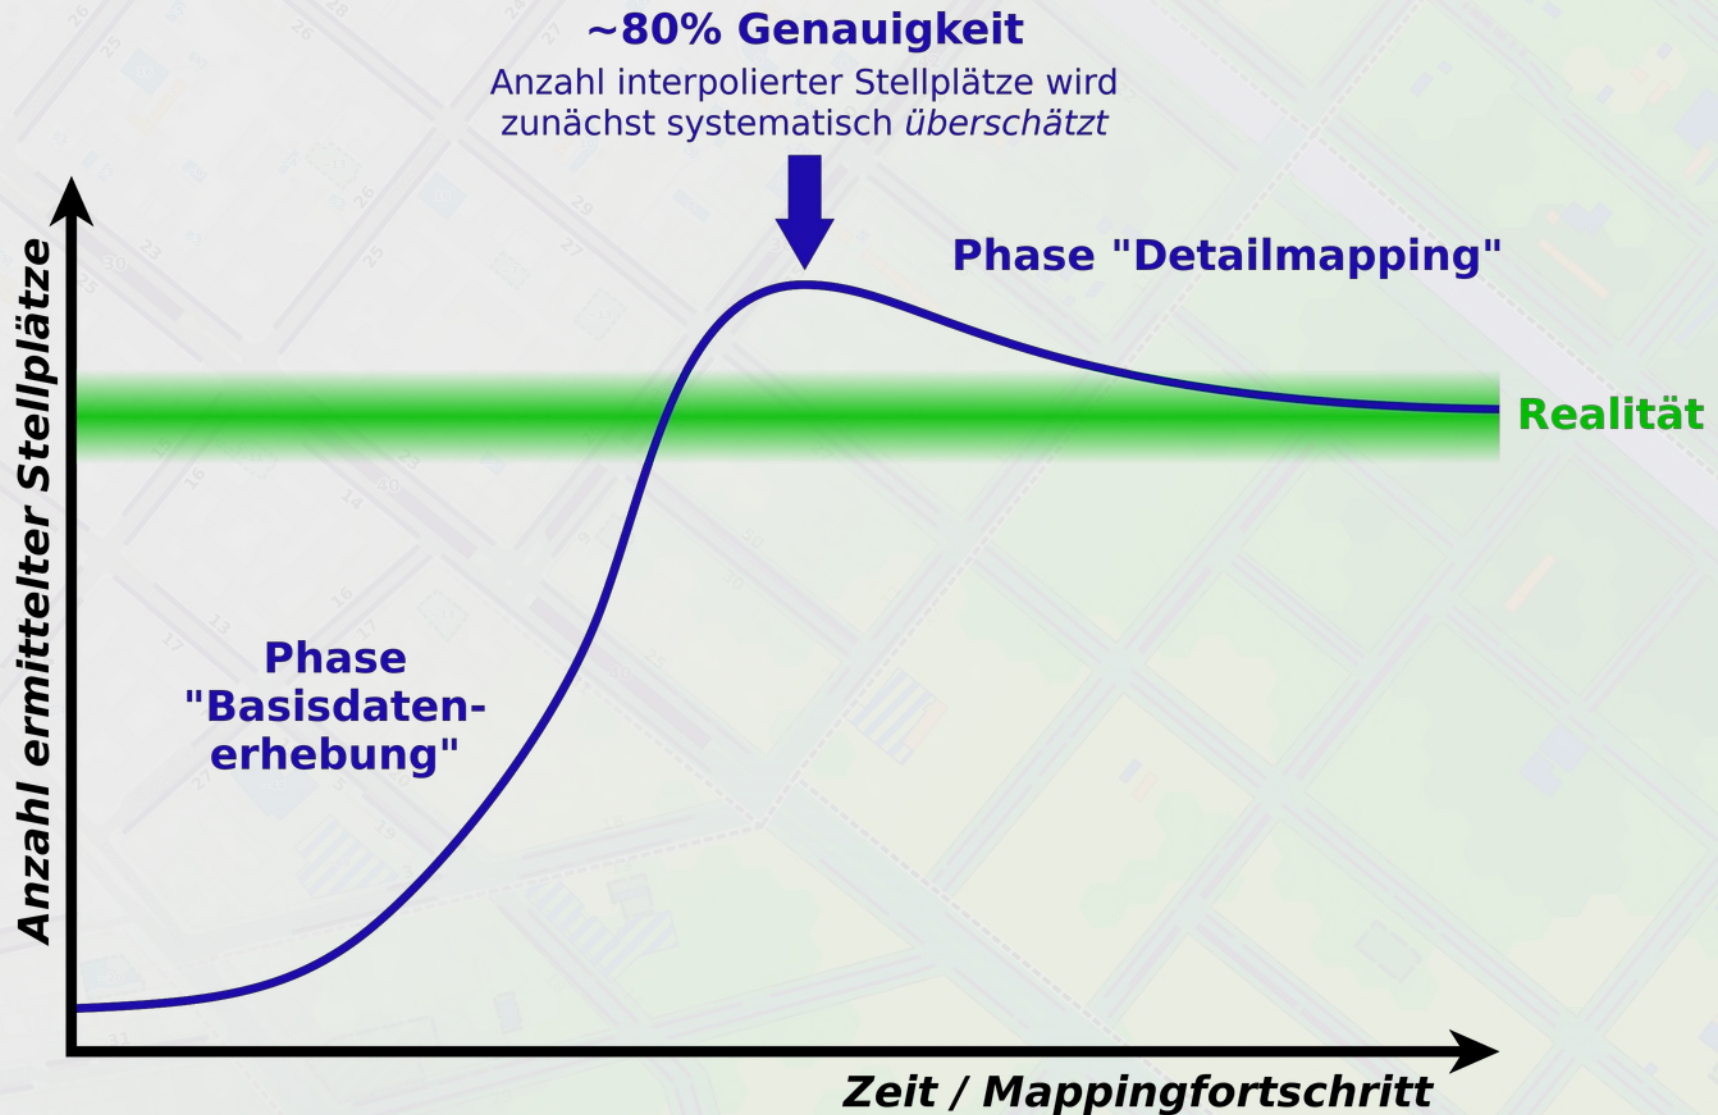 ~80% Genauigkeit
Anzahl interpolierter Stellplätze wird
zunächst systematisch überschätzt
Phase "Detailmapping"
Realität
Anzahl ermittelter Stellplätze
Phase
"Basisdaten-
erhebung"
Zeit / Mappingfortschritt